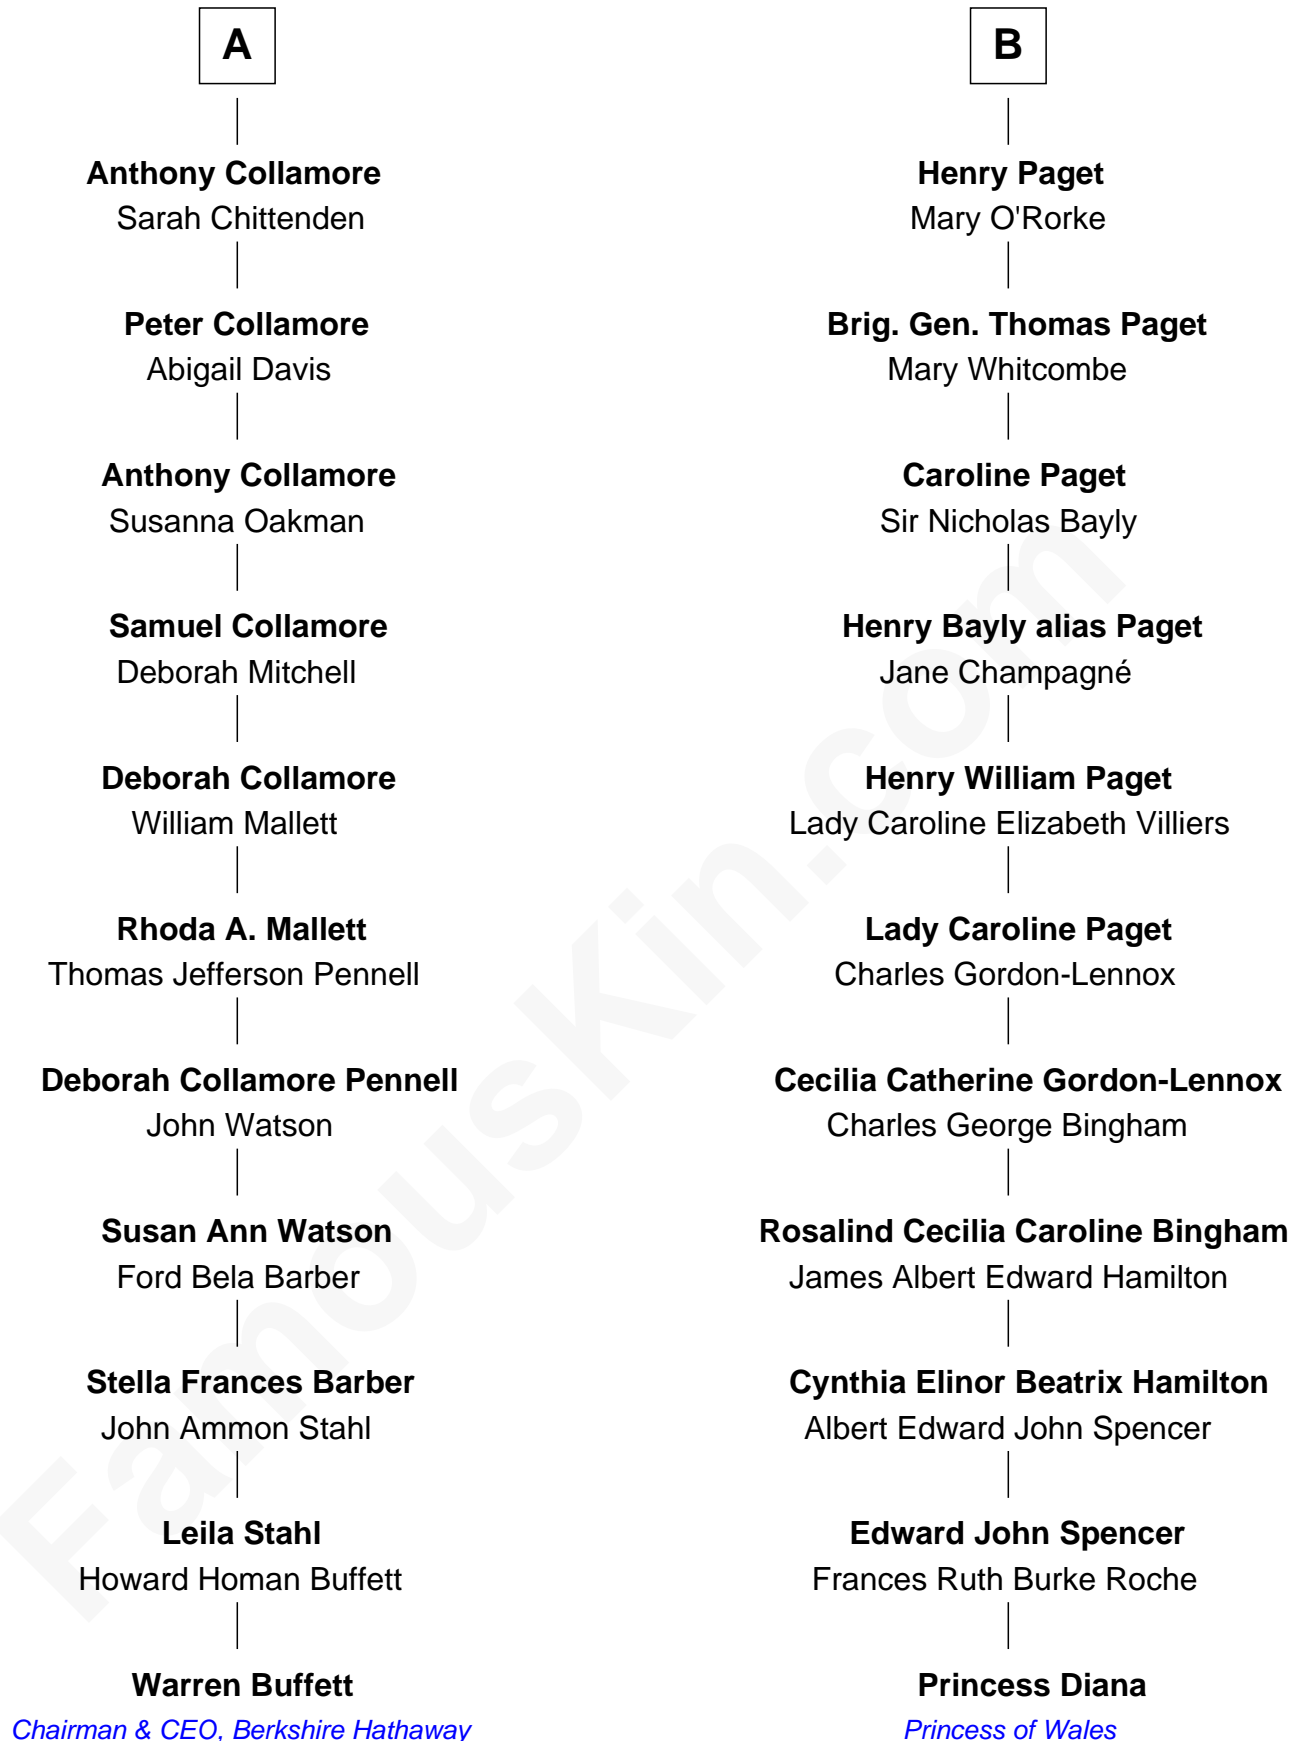 A
Anthony Collamore
Sarah Chittenden
Peter Collamore
Abigail Davis
Anthony Collamore
Susanna Oakman
Samuel Collamore
Deborah Mitchell
Deborah Collamore
William Mallett
Rhoda A. Mallett
Thomas Jefferson Pennell
Deborah Collamore Pennell
John Watson
Susan Ann Watson
Ford Bela Barber
Stella Frances Barber
John Ammon Stahl
Leila Stahl
Howard Homan Buffett
Warren Buffett
Chairman & CEO, Berkshire Hathaway
B
Henry Paget
Mary O'Rorke
Brig. Gen. Thomas Paget
Mary Whitcombe
Caroline Paget
Sir Nicholas Bayly
Henry Bayly alias Paget
Jane Champagné
Henry William Paget
Lady Caroline Elizabeth Villiers
Lady Caroline Paget
Charles Gordon-Lennox
Cecilia Catherine Gordon-Lennox
Charles George Bingham
Rosalind Cecilia Caroline Bingham
James Albert Edward Hamilton
Cynthia Elinor Beatrix Hamilton
Albert Edward John Spencer
Edward John Spencer
Frances Ruth Burke Roche
Princess Diana
Princess of Wales
FamousKin.com